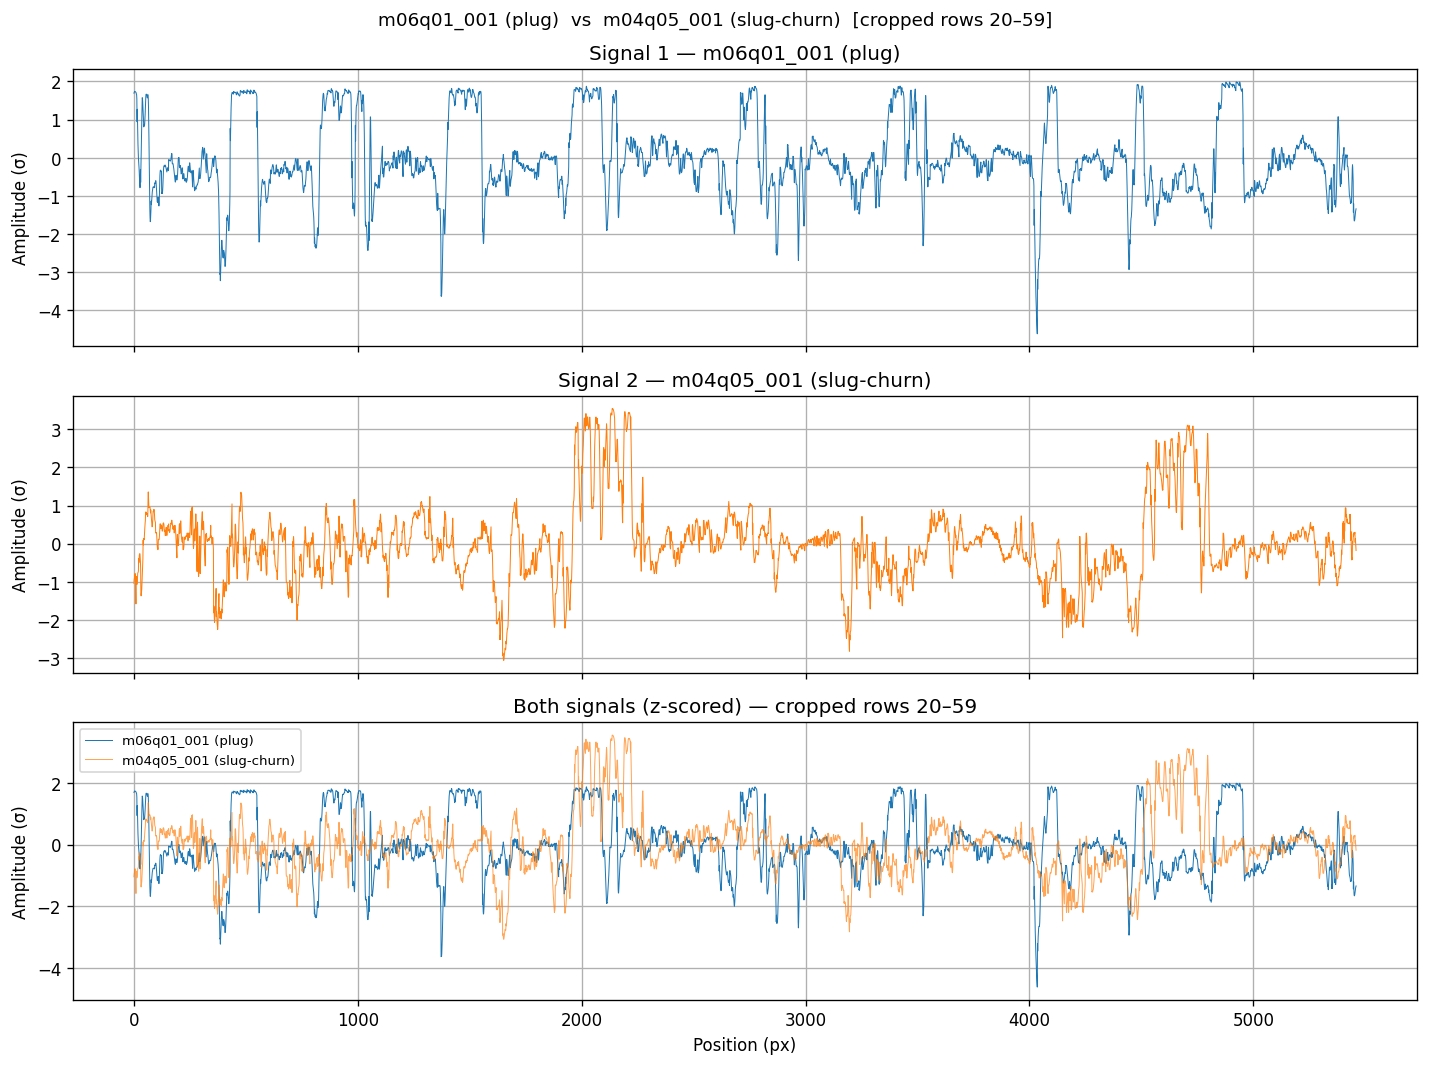 m06q01_001 (plug)  vs  m04q05_001 (slug-churn)  [cropped rows 20–59]
Signal 1 — m06q01_001 (plug)
2
1
0
−1
−2
−3
−4
Amplitude (σ)
Signal 2 — m04q05_001 (slug-churn)
3
2
1
0
−1
−2
−3
Amplitude (σ)
Both signals (z-scored) — cropped rows 20–59
m06q01_001 (plug)
m04q05_001 (slug-churn)
2
0
−2
−4
Amplitude (σ)
0 1000 2000 3000 4000 5000
Position (px)